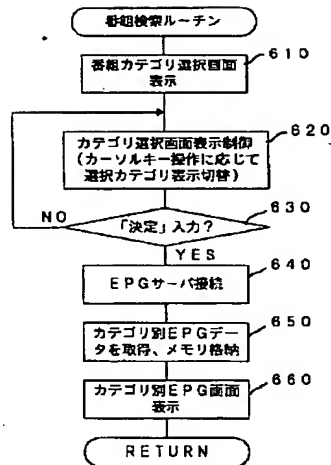 番組検索ルーチン
610
番組カテゴリ選択画面
表示
620
カテゴリ選択画面表示制御
(カーソルキー操作に応じて
選択カテゴリ表示切替)
630
NO
「決定」入力?
YES
640
EPGサーバ接続
650
カテゴリ別EPGデー
タを取得、メモリ格納
660
カテゴリ別EPG画面
表示
RETURN